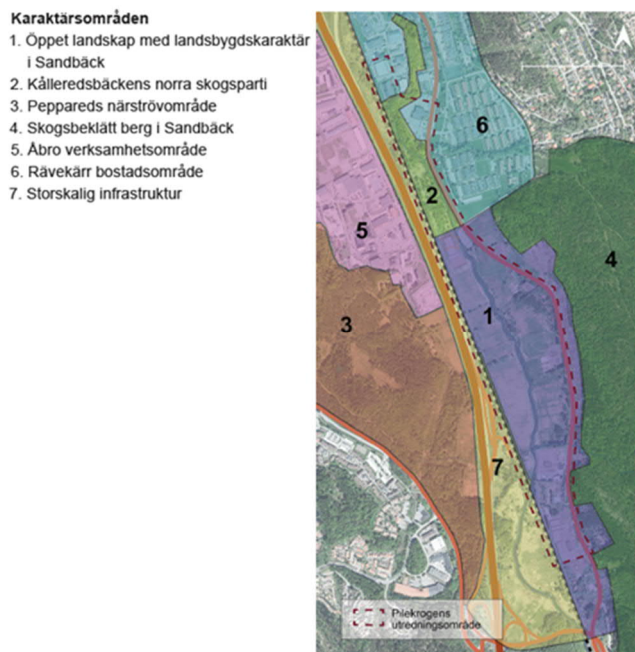 Karaktärsområden
1. Öppet landskap med landsbygdskaraktär
i Sandbäck
2. Kålleredsbäckens norra skogsparti
3. Peppareds närströvområde
4. Skogsbeklätt berg i Sandbäck
5. Åbro verksamhetsområde
6. Rävekärr bostadsområde
7. Storskalig infrastruktur
6
2
5
4
1
3
7
Pilekrogens
utredningsområde